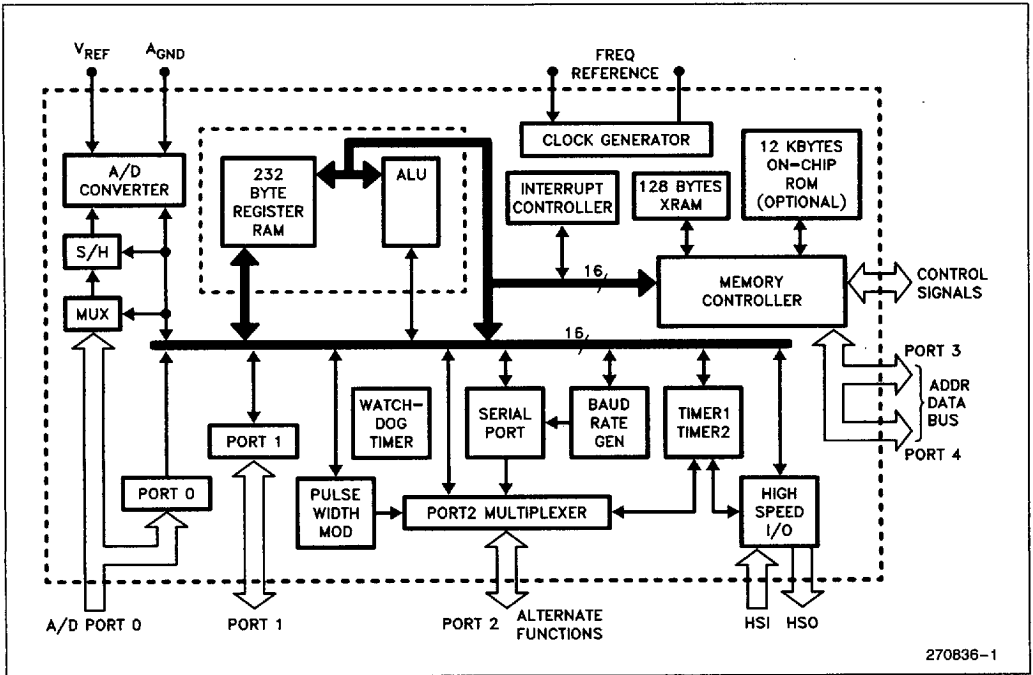 VREF
AGND
FREQ
REFERENCE
CLOCK GENERATOR
A/D
CONVERTER
232
BYTE
REGISTER
RAM
ALU
INTERRUPT
CONTROLLER
128 BYTES
XRAM
12 KBYTES
ON-CHIP
ROM
(OPTIONAL)
S/H
MUX
16
MEMORY
CONTROLLER
CONTROL
SIGNALS
16
PORT 3
ADDR
DATA
BUS
PORT 4
WATCH-
DOG
TIMER
SERIAL
PORT
BAUD
RATE
GEN
TIMER1
TIMER2
PORT 1
PORT 0
PULSE
WIDTH
MOD
PORT2 MULTIPLEXER
HIGH
SPEED
I/O
A/D PORT 0
PORT 1
PORT 2
ALTERNATE
FUNCTIONS
HSI
HSO
270836-1